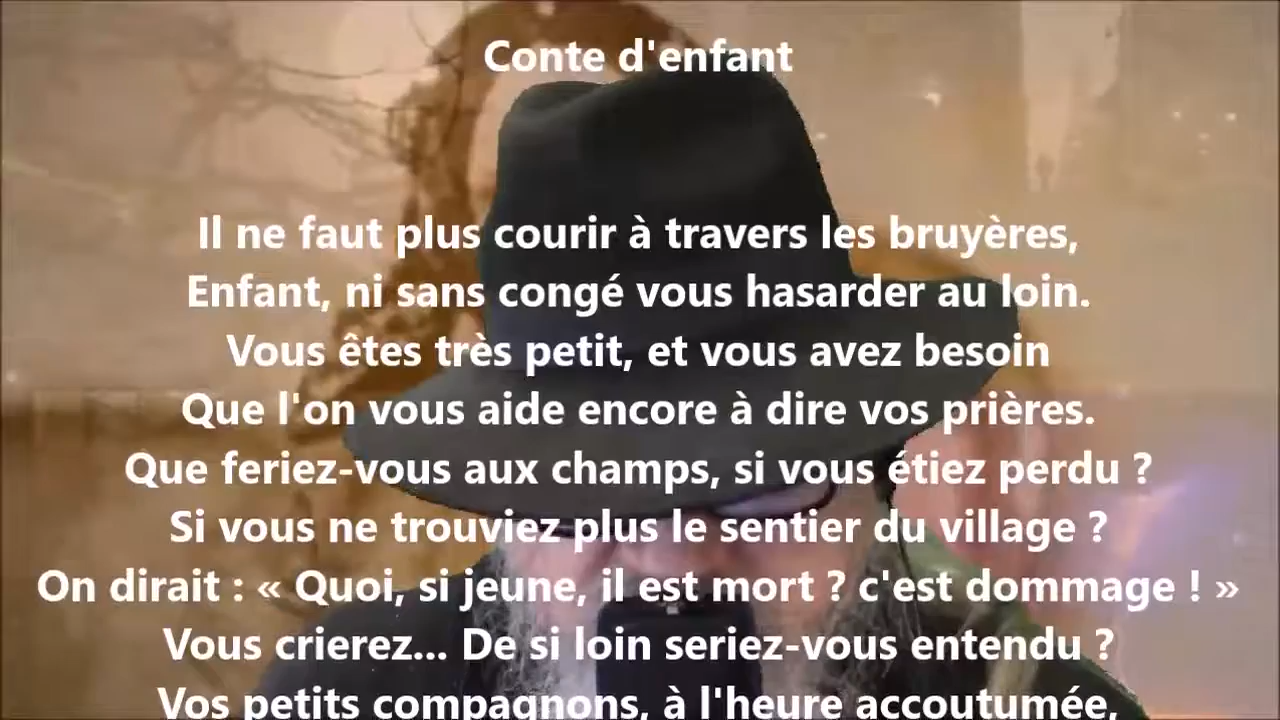 Conte d'enfant
Il ne faut plus courir à travers les bruyères,
Enfant, ni sans congé vous hasarder au loin.
Vous êtes très petit, et vous avez besoin
Que l'on vous aide encore à dire vos prières.
Que feriez-vous aux champs, si vous étiez perdu ?
Si vous ne trouviez plus le sentier du village ?
On dirait : « Quoi, si jeune, il est mort ? c'est dommage ! »
Vous crierez... De si loin seriez-vous entendu ?
Vos petits compagnons, à l'heure accoutumée,